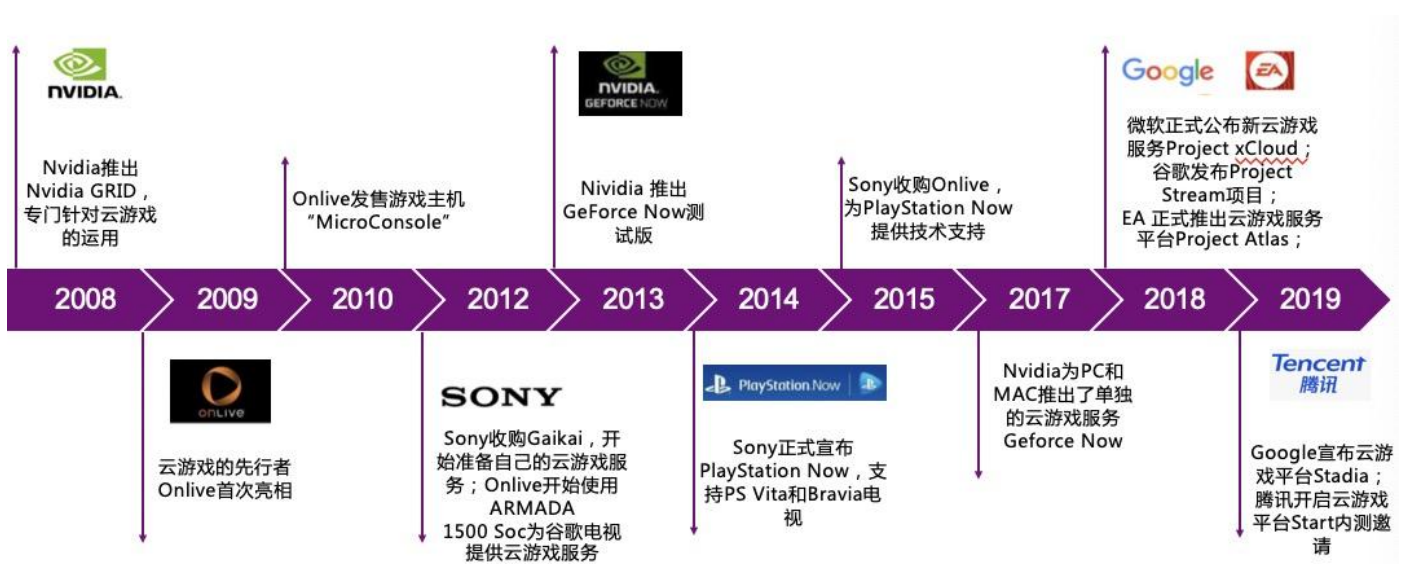 NVIDIA.
Nvidia推出
Nvidia GRID，
专门针对云游戏
的运用
Onlive发售游戏主机
“MicroConsole”
NVIDIA.
GEFORCE NOW
Nividia 推出
GeForce Now测
试版
Sony收购Onlive，
为PlayStation Now
提供技术支持
Google
EA
微软正式公布新云游戏
服务Project xCloud；
谷歌发布Project
Stream项目；
EA 正式推出云游戏服务
平台Project Atlas；
2008
2009
2010
2012
2013
2014
2015
2017
2018
2019
onLive
云游戏的先行者
Onlive首次亮相
SONY
Sony收购Gaikai，开
始准备自己的云游戏服
务；Onlive开始使用
ARMADA
1500 Soc为谷歌电视
提供云游戏服务
PlayStation Now
Sony正式宣布
PlayStation Now，支
持PS Vita和Bravia电
视
Nvidia为PC和
MAC推出了单独
的云游戏服务
Geforce Now
Tencent
腾讯
Google宣布云游
戏平台Stadia；
腾讯开启云游戏
平台Start内测邀
请